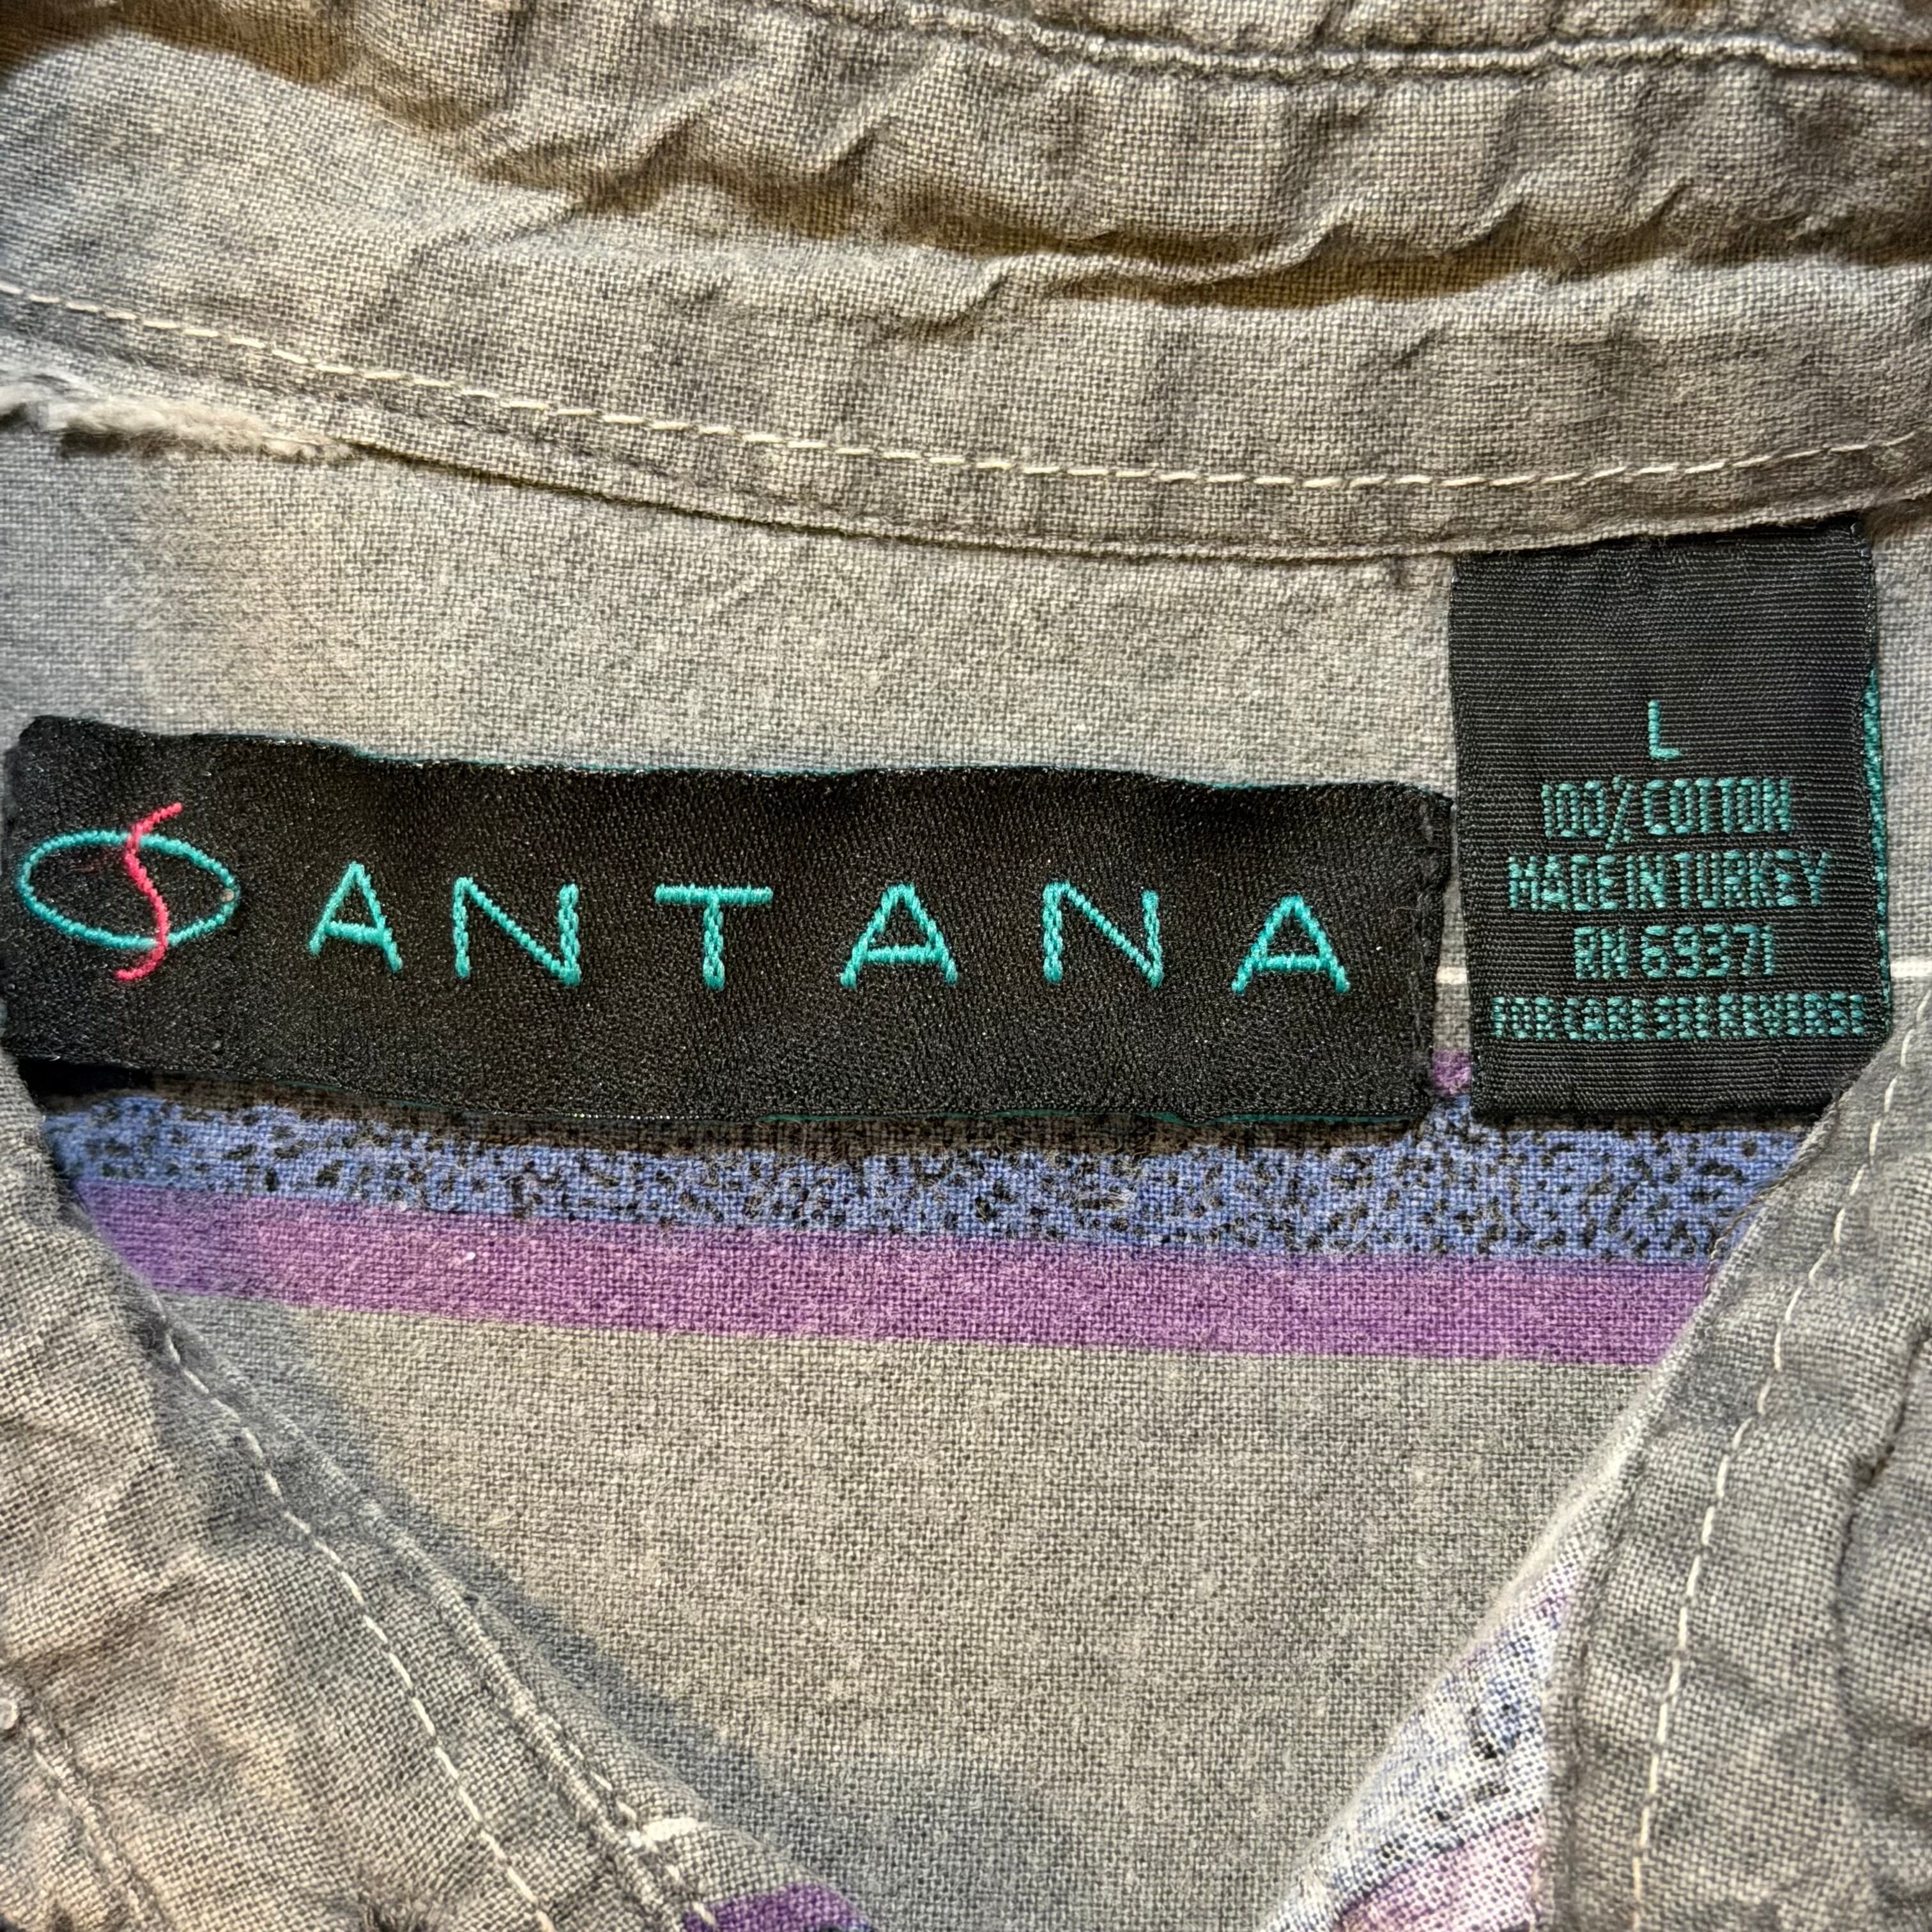 SANTANA
L
100% COTTON
MADE IN TURKEY
RN 69371
FOR CARE SEE REVERSE